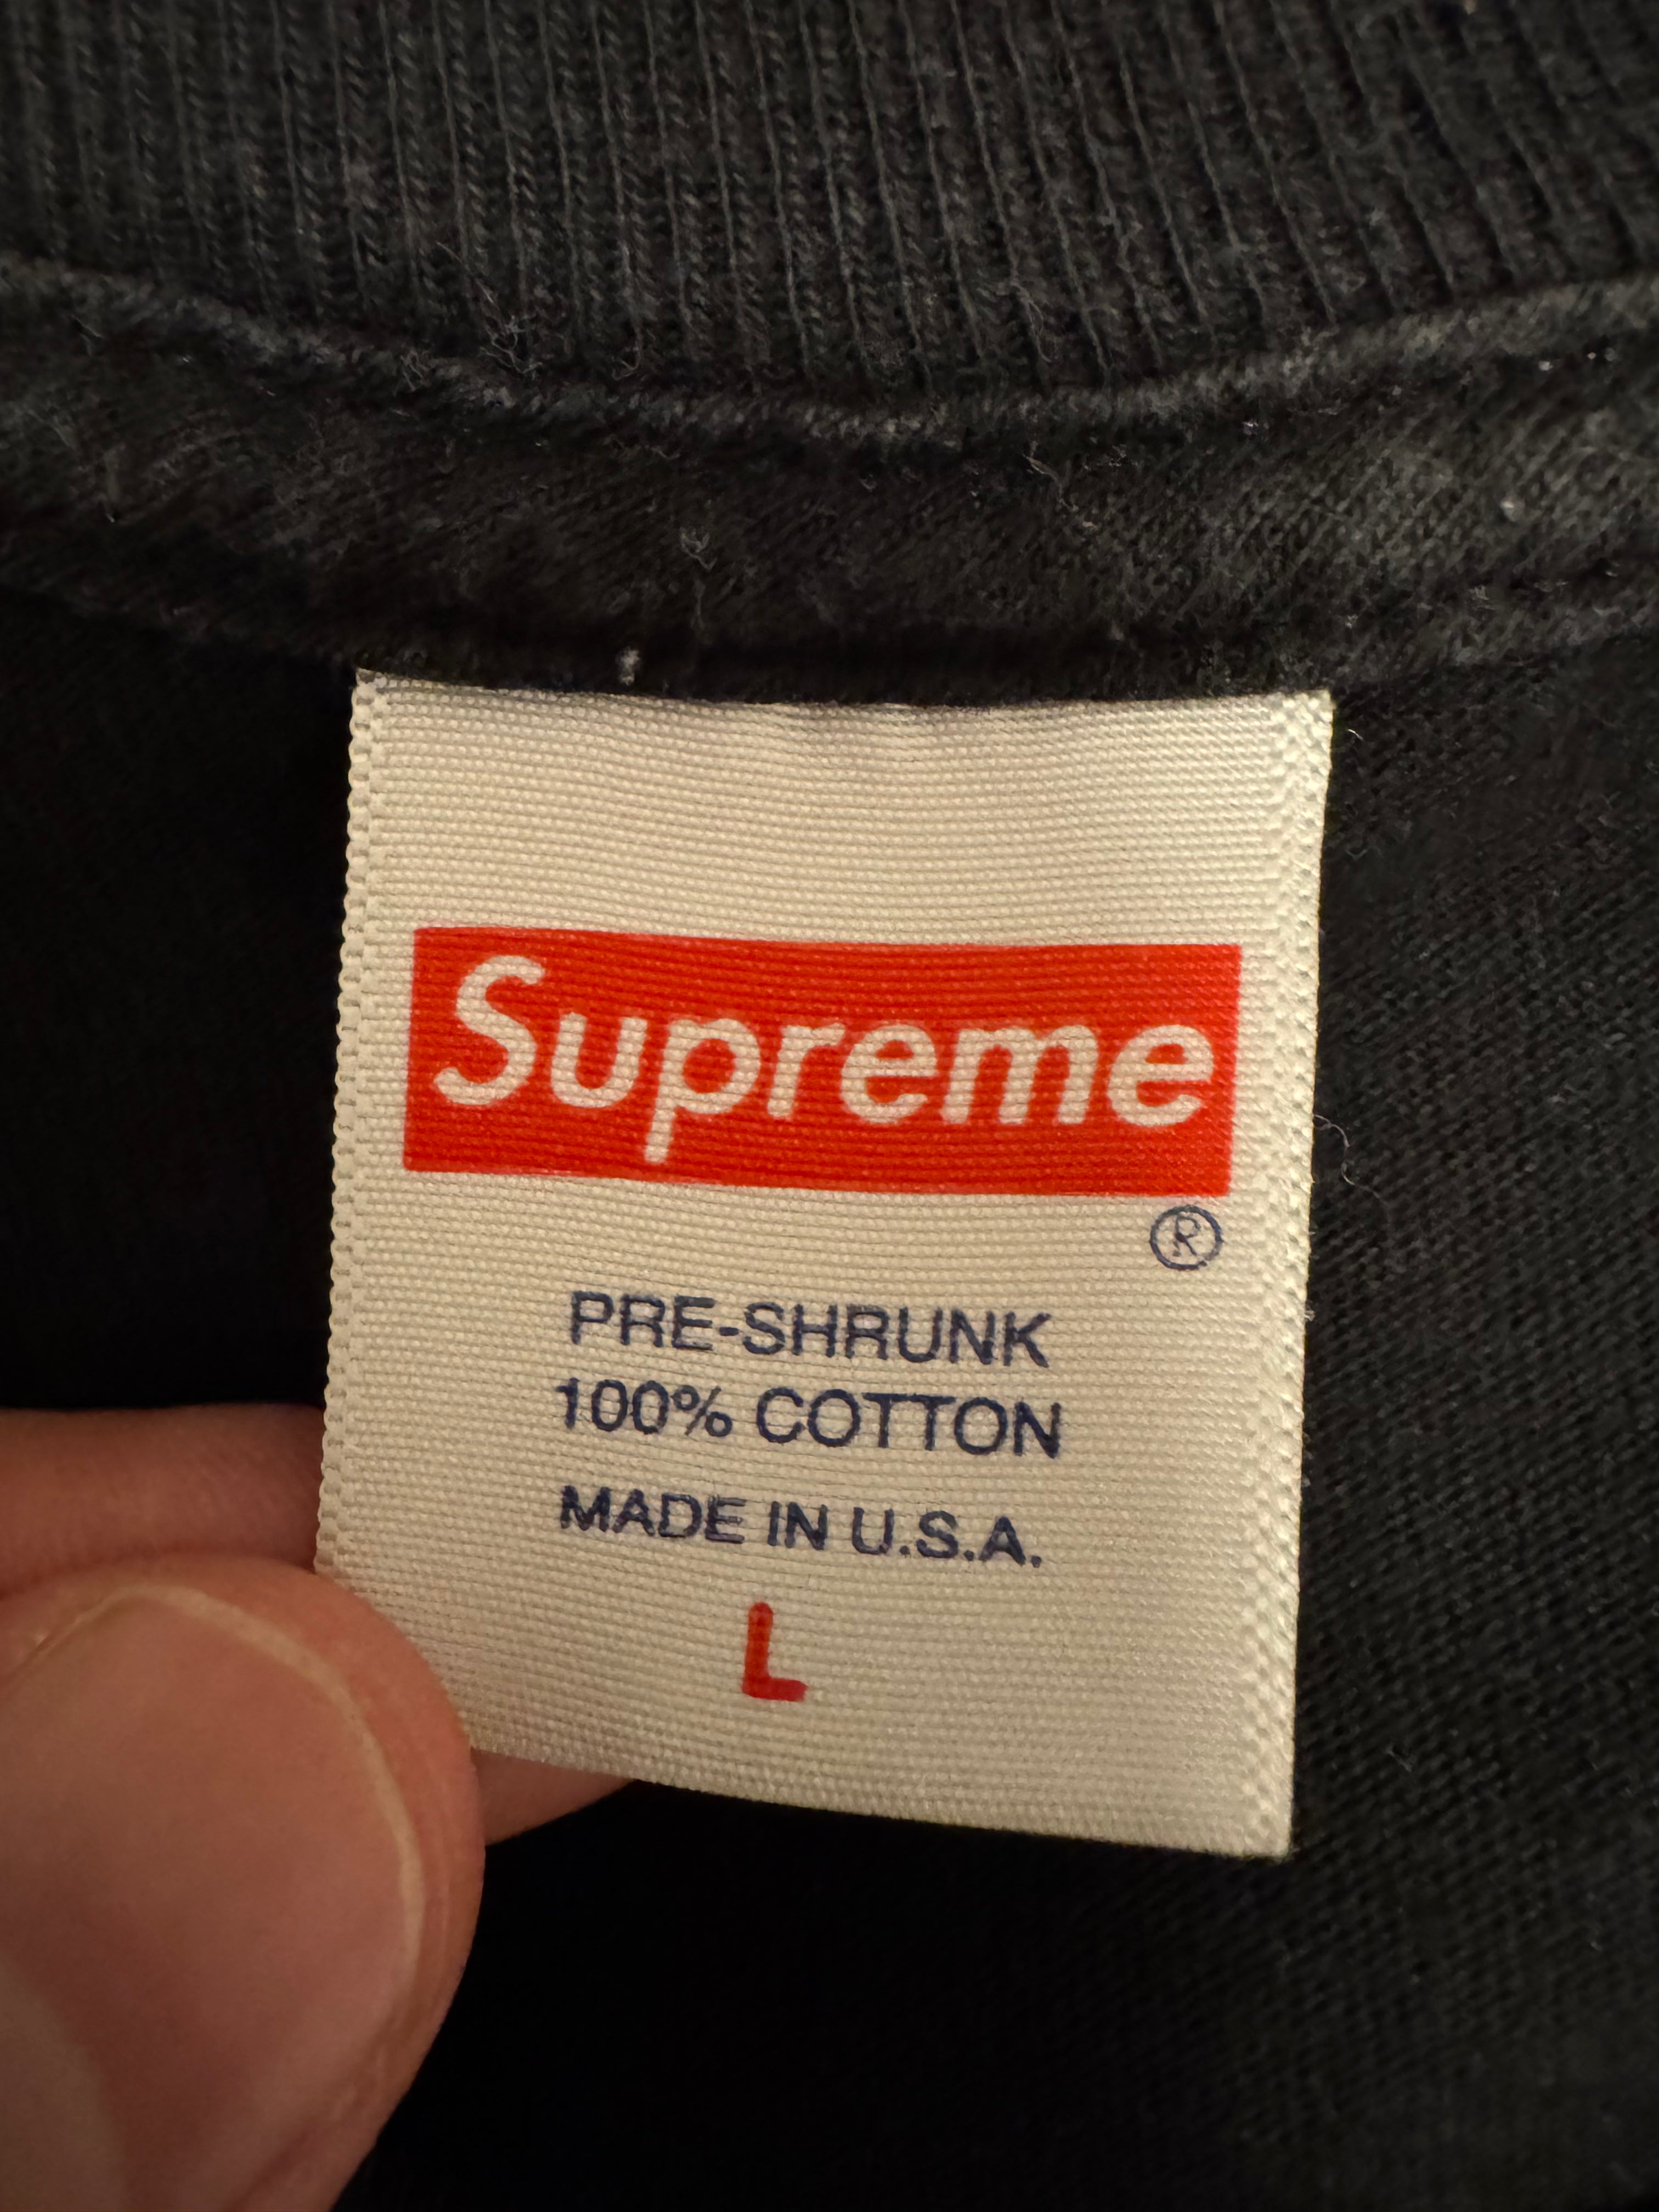 Supreme
®
PRE-SHRUNK
100% COTTON
MADE IN U.S.A.
L